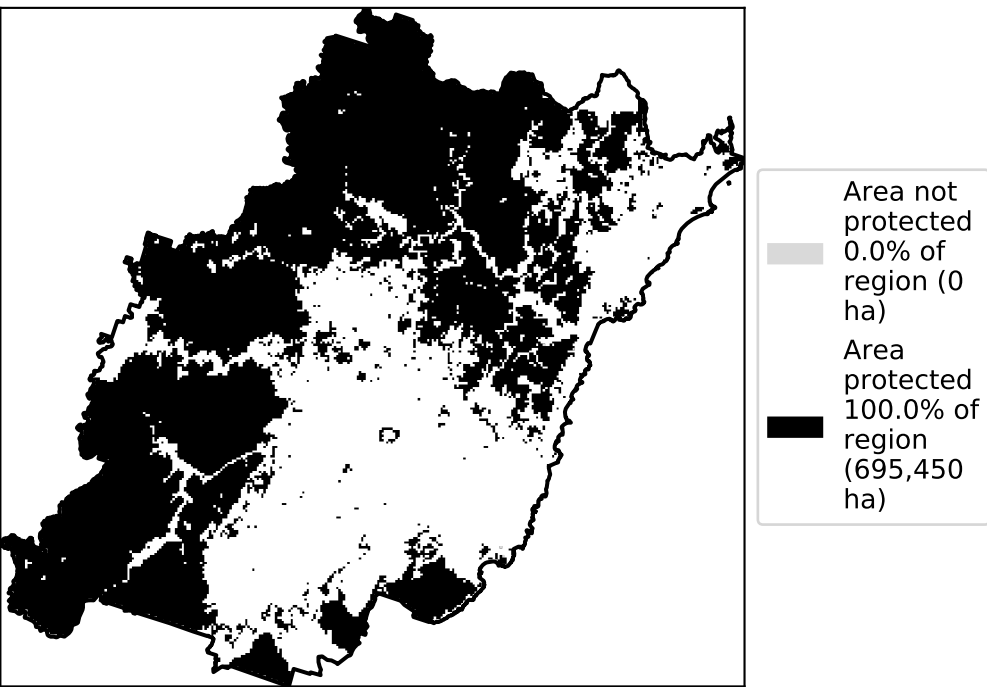 Area not
protected
0.0% of
region (0
ha)
Area
protected
100.0% of
region
(695,450
ha)